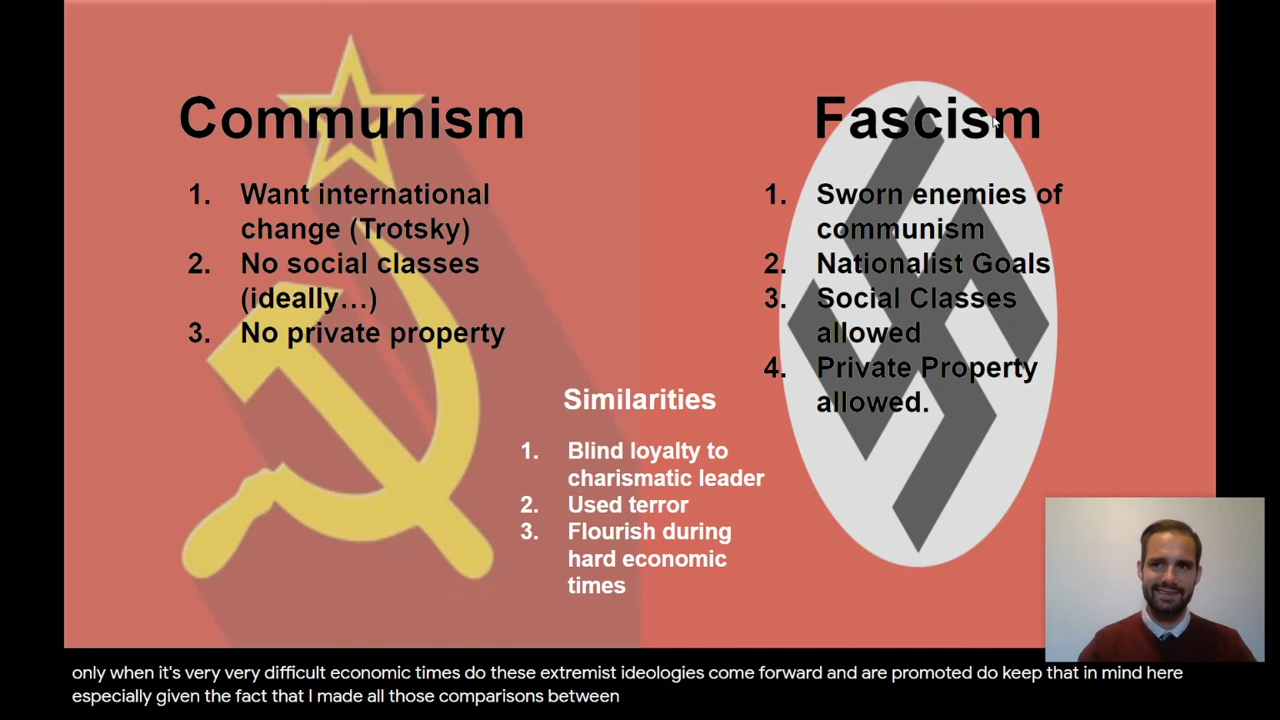 Communism
1. Want international
change (Trotsky)
2. No social classes
(ideally...)
3. No private property
Fascism
1. Sworn enemies of
communism
2. Nationalist Goals
3. Social Classes
allowed
4. Private Property
allowed.
Similarities
1. Blind loyalty to
charismatic leader
2. Used terror
3. Flourish during
hard economic
times
only when it's very very difficult economic times do these extremist ideologies come forward and are promoted do keep that in mind here
especially given the fact that I made all those comparisons between